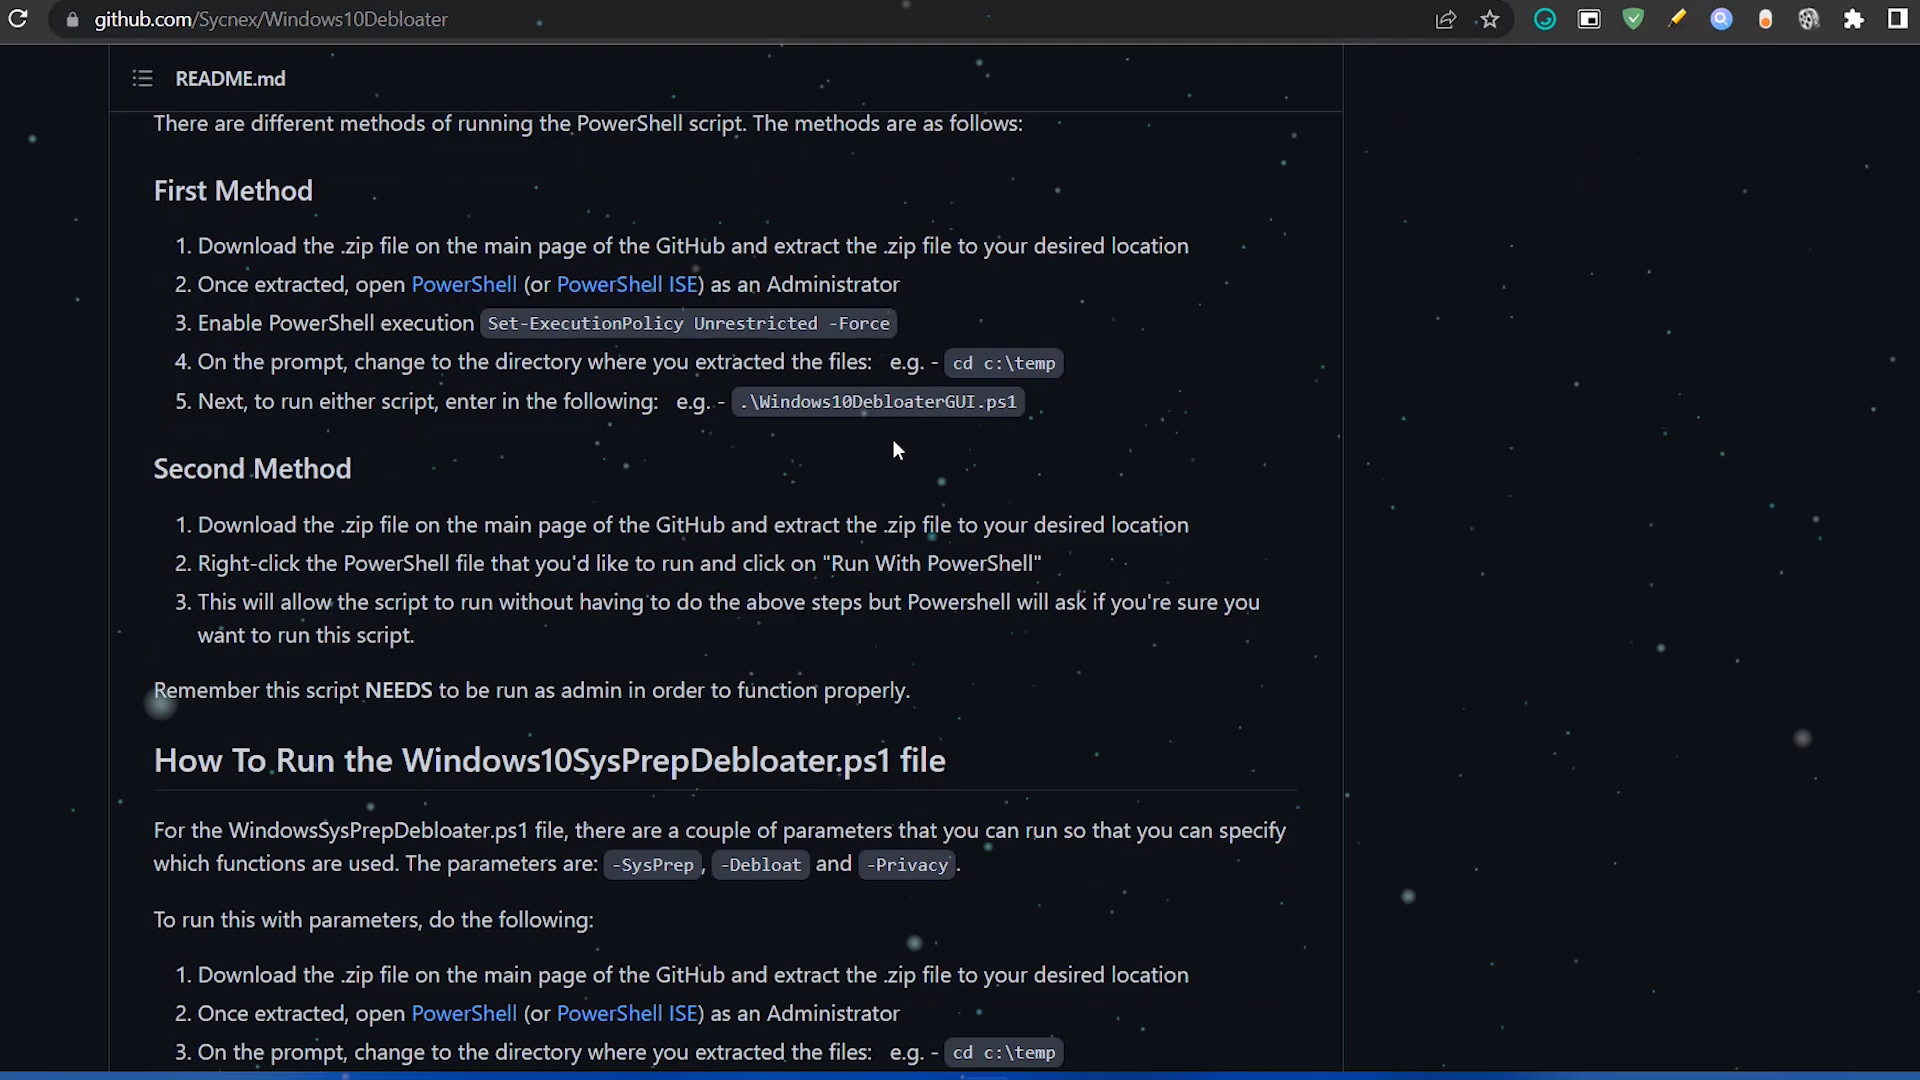 github.com/Sycnex/Windows10Debloater
README.md
There are different methods of running the PowerShell script. The methods are as follows:
First Method
1. Download the .zip file on the main page of the GitHub and extract the .zip file to your desired location
2. Once extracted, open PowerShell (or PowerShell ISE) as an Administrator
3. Enable PowerShell execution Set-ExecutionPolicy Unrestricted -Force
4. On the prompt, change to the directory where you extracted the files: e.g. - cd c:\temp
5. Next, to run either script, enter in the following: e.g. - .\Windows10DebloaterGUI.ps1
Second Method
1. Download the .zip file on the main page of the GitHub and extract the .zip file to your desired location
2. Right-click the PowerShell file that you'd like to run and click on "Run With PowerShell"
3. This will allow the script to run without having to do the above steps but Powershell will ask if you're sure you
want to run this script.
Remember this script NEEDS to be run as admin in order to function properly.
How To Run the Windows10SysPrepDebloater.ps1 file
For the WindowsSysPrepDebloater.ps1 file, there are a couple of parameters that you can run so that you can specify
which functions are used. The parameters are: -SysPrep, -Debloat and -Privacy.
To run this with parameters, do the following:
1. Download the .zip file on the main page of the GitHub and extract the .zip file to your desired location
2. Once extracted, open PowerShell (or PowerShell ISE) as an Administrator
3. On the prompt, change to the directory where you extracted the files: e.g. - cd c:\temp